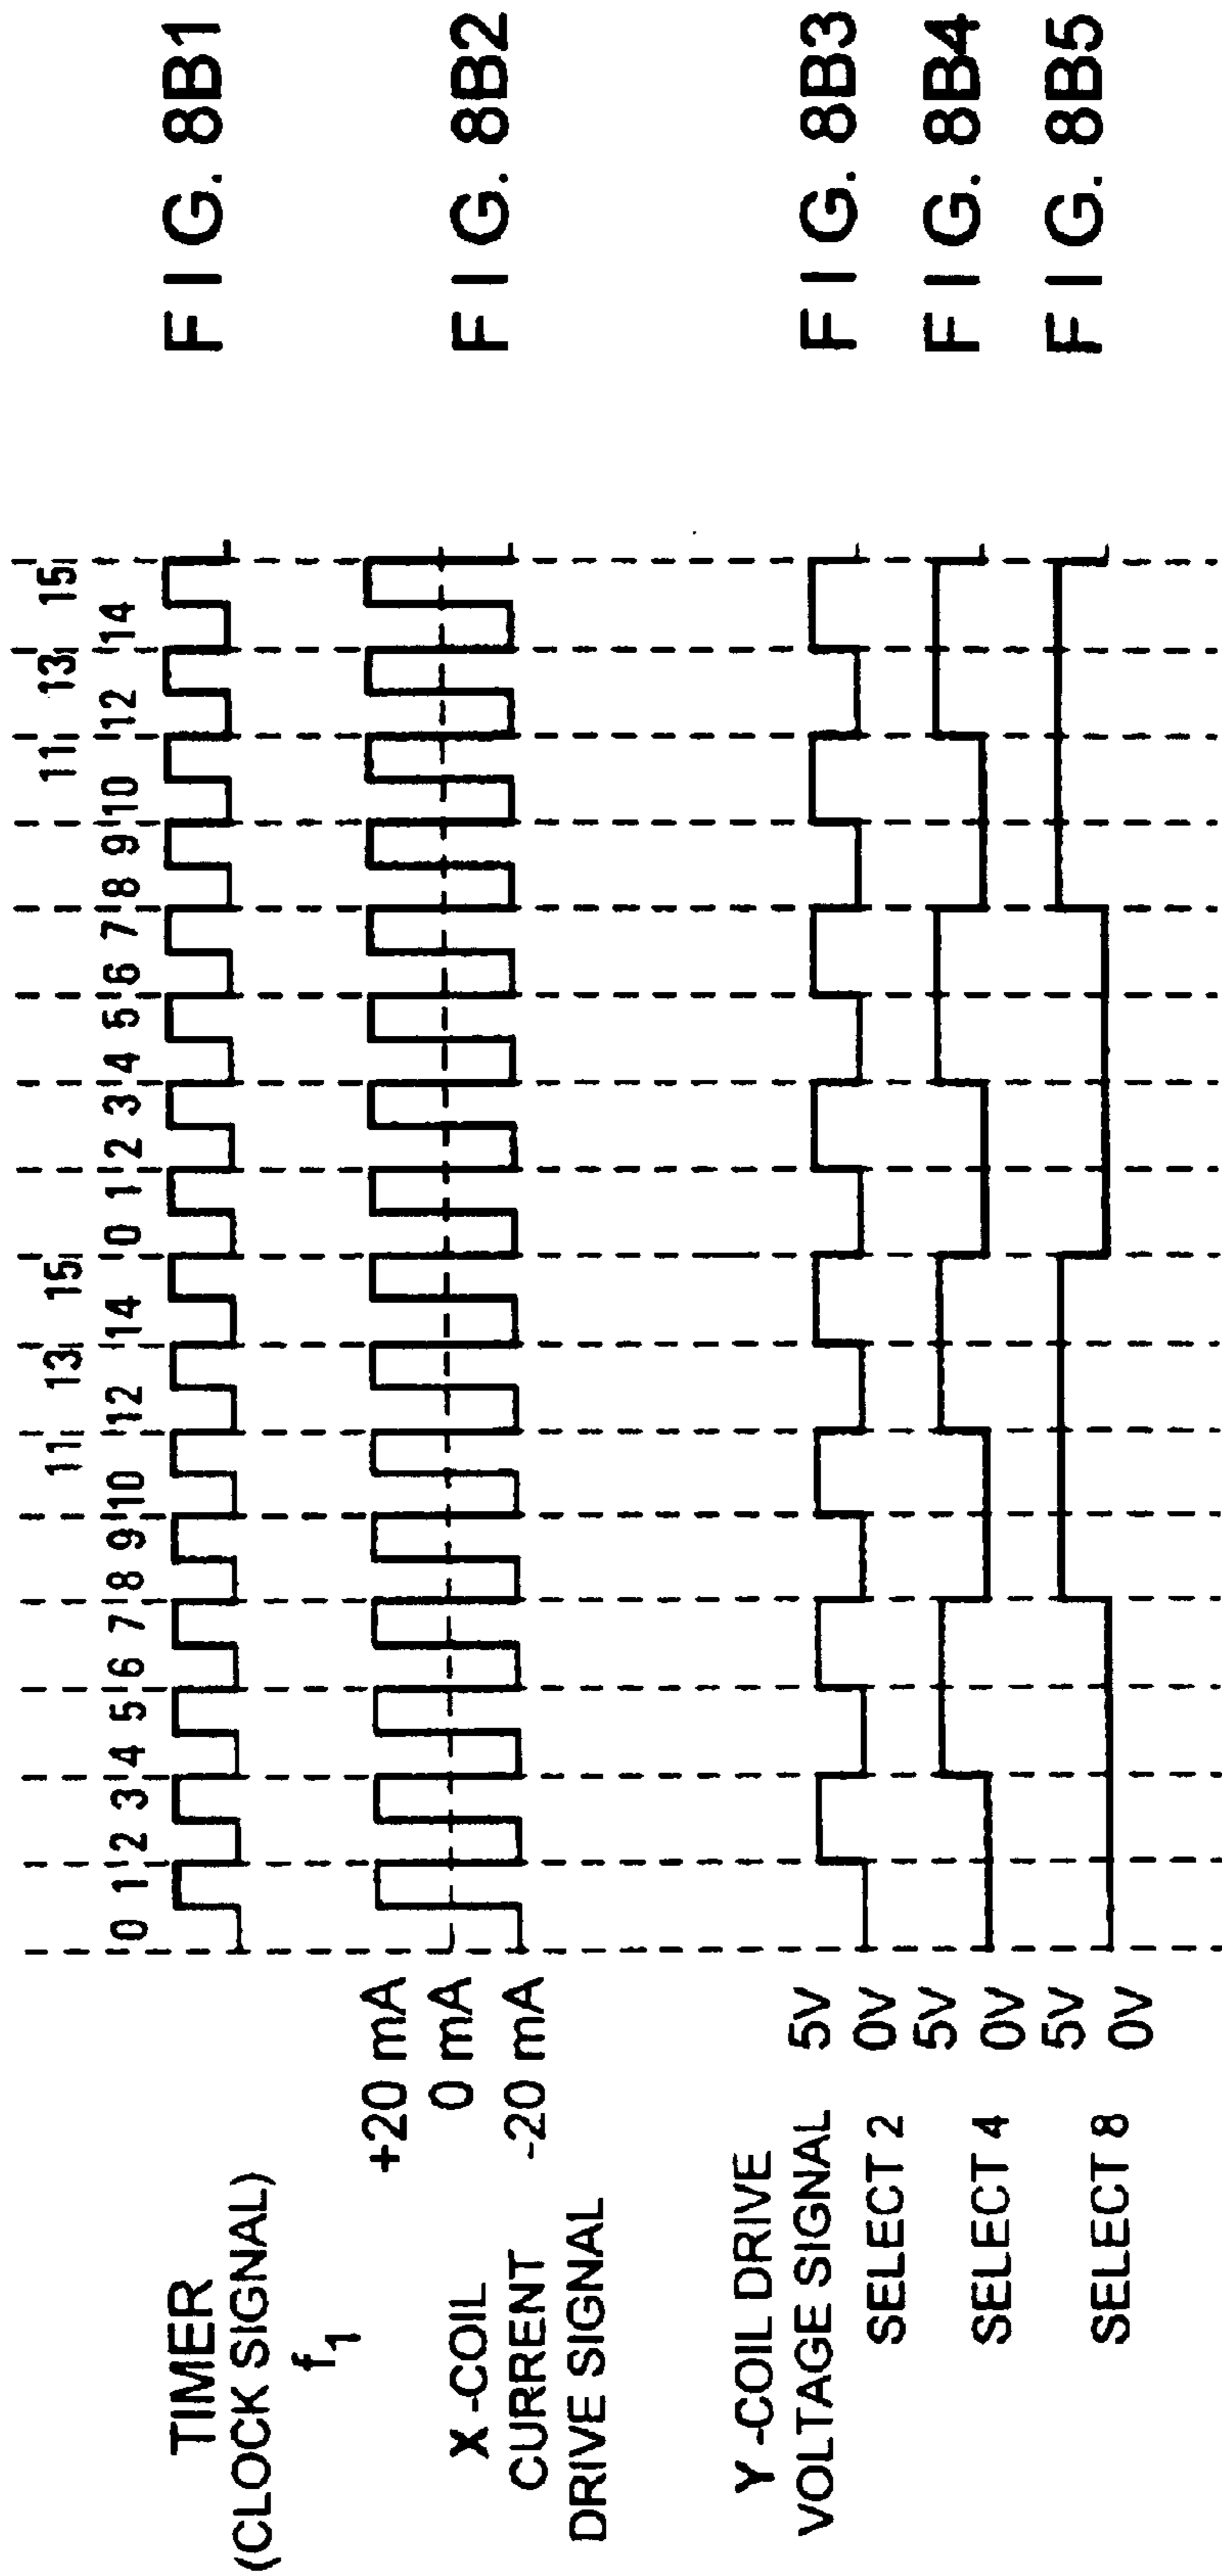 0 1 2 3 4 5 6 7 8 9 10 11 12 13 14 15 0 1 2 3 4 5 6 7 8 9 10 11 12 13 14 15
TIMER
(CLOCK SIGNAL)
f1
FIG. 8B1
+20 mA
0 mA
-20 mA
X-COIL
CURRENT
DRIVE SIGNAL
FIG. 8B2
Y-COIL DRIVE
VOLTAGE SIGNAL
SELECT 2
5V
0V
FIG. 8B3
SELECT 4
5V
0V
FIG. 8B4
SELECT 8
5V
0V
FIG. 8B5